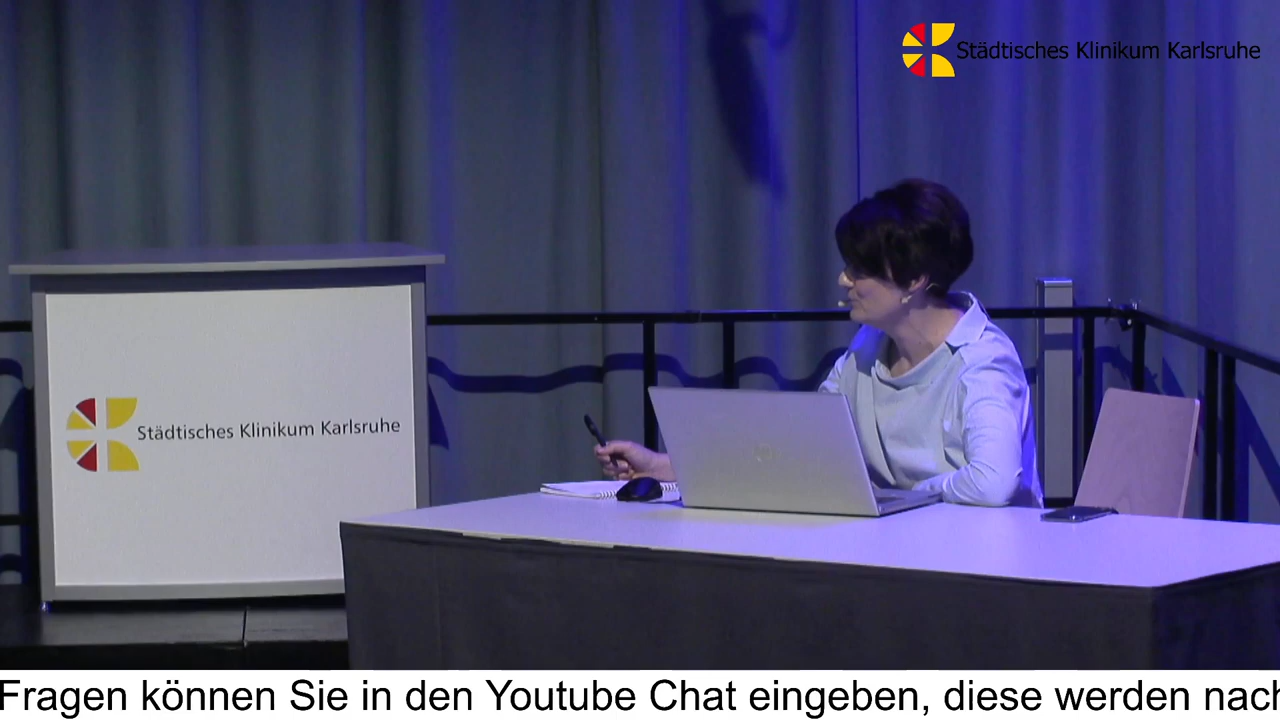 Städtisches Klinikum Karlsruhe
Städtisches Klinikum Karlsruhe
Fragen können Sie in den Youtube Chat eingeben, diese werden nach